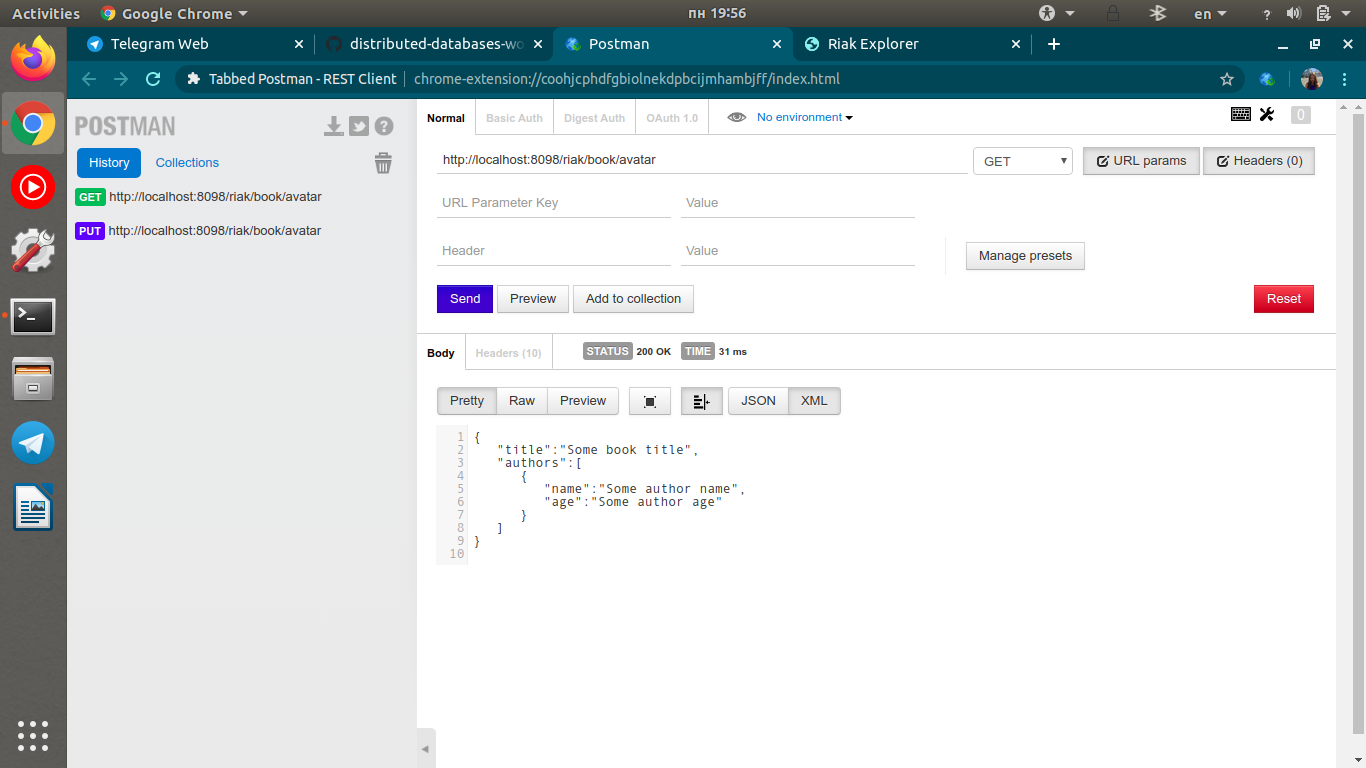 Activities Google Chrome пн 19:56 en ?
Telegram Web distributed-databases-wo Postman Riak Explorer
Tabbed Postman - REST Client chrome-extension://coohjcphdfgbiolnekdpbcijmhambjff/index.html
POSTMAN
History Collections
GET http://localhost:8098/riak/book/avatar
PUT http://localhost:8098/riak/book/avatar
Normal Basic Auth Digest Auth OAuth 1.0 No environment 0
http://localhost:8098/riak/book/avatar GET URL params Headers (0)
URL Parameter Key Value
Header Value Manage presets
Send Preview Add to collection Reset
Body Headers (10) STATUS 200 OK TIME 31 ms
Pretty Raw Preview JSON XML
1 {
2 "title":"Some book title",
3 "authors":[
4 {
5 "name":"Some author name",
6 "age":"Some author age"
7 }
8 ]
9 }
10